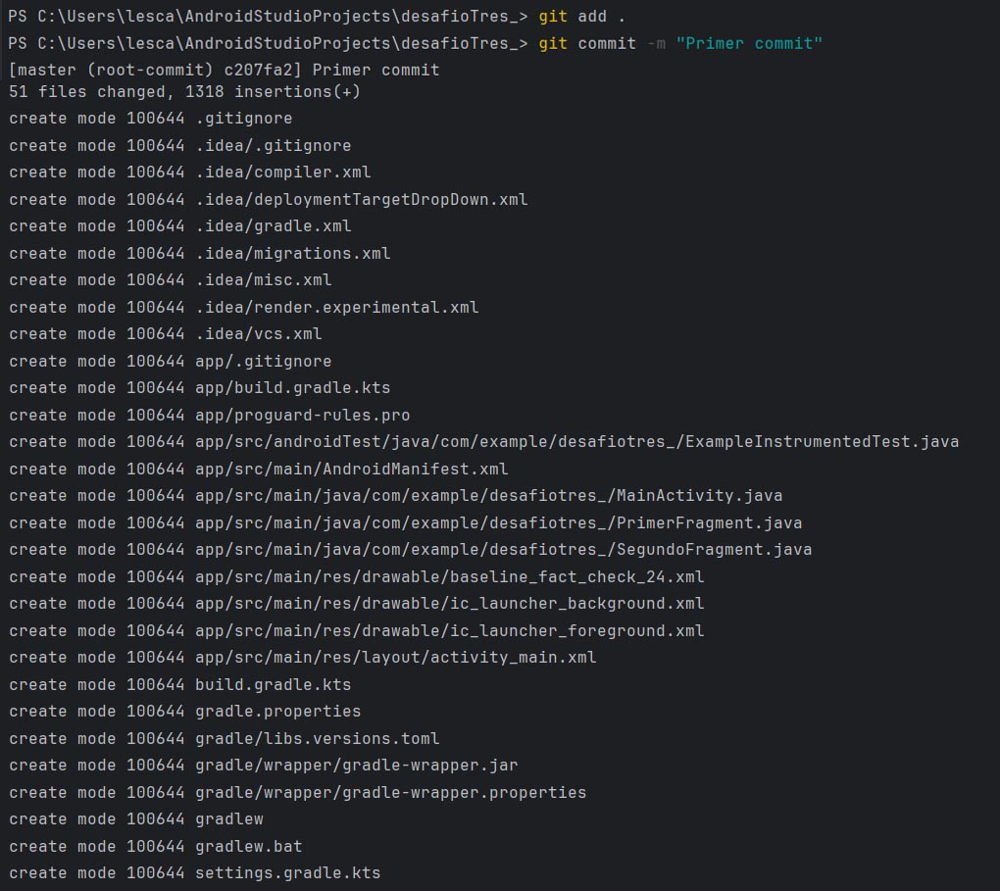 PS C:\Users\lesca\AndroidStudioProjects\desafioTres_> git add .
PS C:\Users\lesca\AndroidStudioProjects\desafioTres_> git commit -m "Primer commit"
[master (root-commit) c207fa2] Primer commit
51 files changed, 1318 insertions(+)
create mode 100644 .gitignore
create mode 100644 .idea/.gitignore
create mode 100644 .idea/compiler.xml
create mode 100644 .idea/deploymentTargetDropDown.xml
create mode 100644 .idea/gradle.xml
create mode 100644 .idea/migrations.xml
create mode 100644 .idea/misc.xml
create mode 100644 .idea/render.experimental.xml
create mode 100644 .idea/vcs.xml
create mode 100644 app/.gitignore
create mode 100644 app/build.gradle.kts
create mode 100644 app/proguard-rules.pro
create mode 100644 app/src/androidTest/java/com/example/desafiotres_/ExampleInstrumentedTest.java
create mode 100644 app/src/main/AndroidManifest.xml
create mode 100644 app/src/main/java/com/example/desafiotres_/MainActivity.java
create mode 100644 app/src/main/java/com/example/desafiotres_/PrimerFragment.java
create mode 100644 app/src/main/java/com/example/desafiotres_/SegundoFragment.java
create mode 100644 app/src/main/res/drawable/baseline_fact_check_24.xml
create mode 100644 app/src/main/res/drawable/ic_launcher_background.xml
create mode 100644 app/src/main/res/drawable/ic_launcher_foreground.xml
create mode 100644 app/src/main/res/layout/activity_main.xml
create mode 100644 build.gradle.kts
create mode 100644 gradle.properties
create mode 100644 gradle/libs.versions.toml
create mode 100644 gradle/wrapper/gradle-wrapper.jar
create mode 100644 gradle/wrapper/gradle-wrapper.properties
create mode 100644 gradlew
create mode 100644 gradlew.bat
create mode 100644 settings.gradle.kts